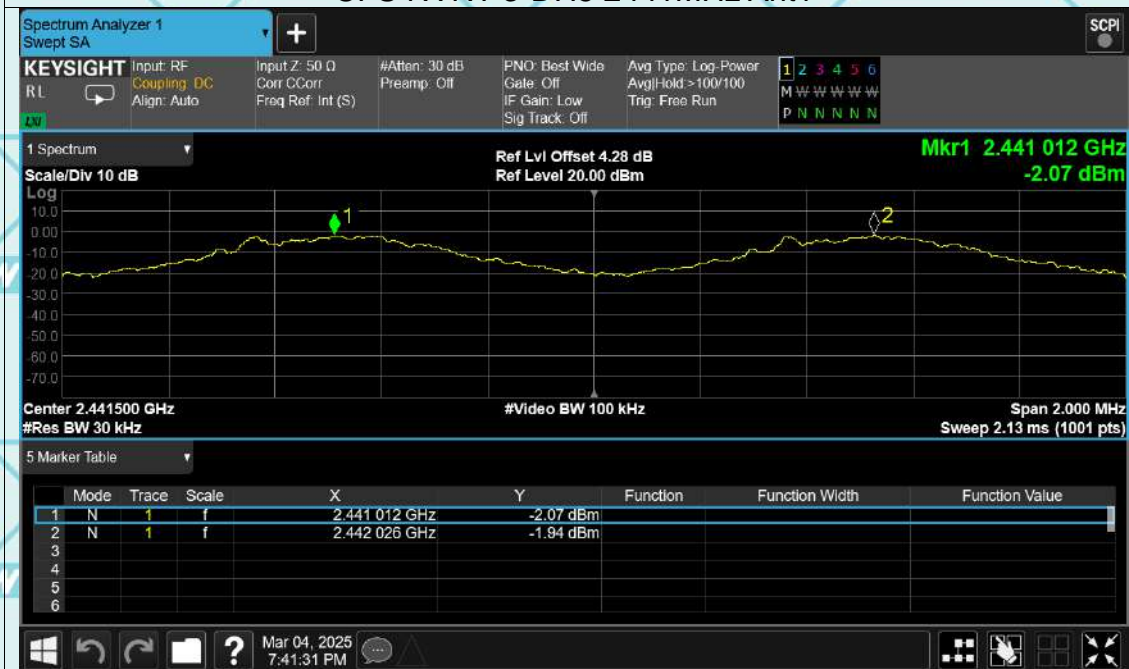 Spectrum Analyzer 1
Swept SA
+
SCPI
KEYSIGHT
RL
LXI
Input: RF
Coupling: DC
Align: Auto
Input Z: 50 Ω
Corr CCorr
Freq Ref: Int (S)
#Atten: 30 dB
Preamp: Off
PNO: Best Wide
Gate: Off
IF Gain: Low
Sig Track: Off
Avg Type: Log-Power
Avg|Hold:>100/100
Trig: Free Run
1 2 3 4 5 6
M W W W W W
P N N N N N
1 Spectrum
Scale/Div 10 dB
Ref Lvl Offset 4.28 dB
Ref Level 20.00 dBm
Mkr1 2.441 012 GHz
-2.07 dBm
Log
10.0
0.00
-10.0
-20.0
-30.0
-40.0
-50.0
-60.0
-70.0
1
2
Center 2.441500 GHz
#Res BW 30 kHz
#Video BW 100 kHz
Span 2.000 MHz
Sweep 2.13 ms (1001 pts)
5 Marker Table
Mode Trace Scale X Y Function Function Width Function Value
1 N 1 f 2.441 012 GHz -2.07 dBm
2 N 1 f 2.442 026 GHz -1.94 dBm
3
4
5
6
?
Mar 04, 2025
7:41:31 PM